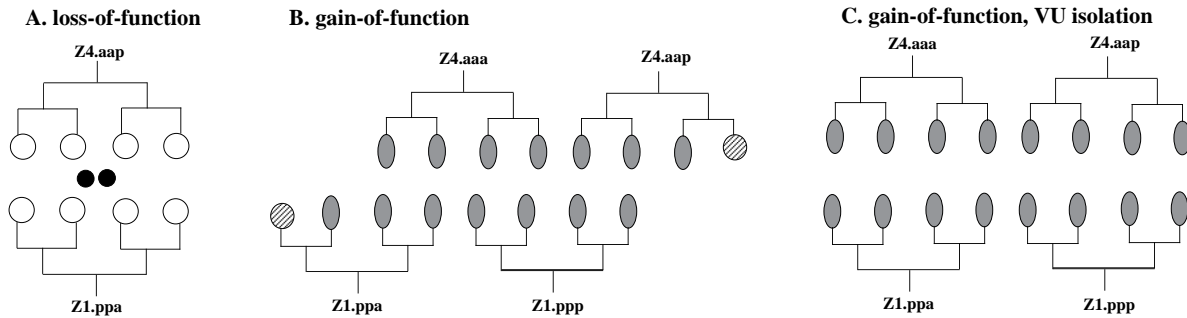 A. loss-of-function
Z4.aap
Z1.ppa
B. gain-of-function
Z4.aaa
Z4.aap
Z1.ppa
Z1.ppp
C. gain-of-function, VU isolation
Z4.aaa
Z4.aap
Z1.ppa
Z1.ppp